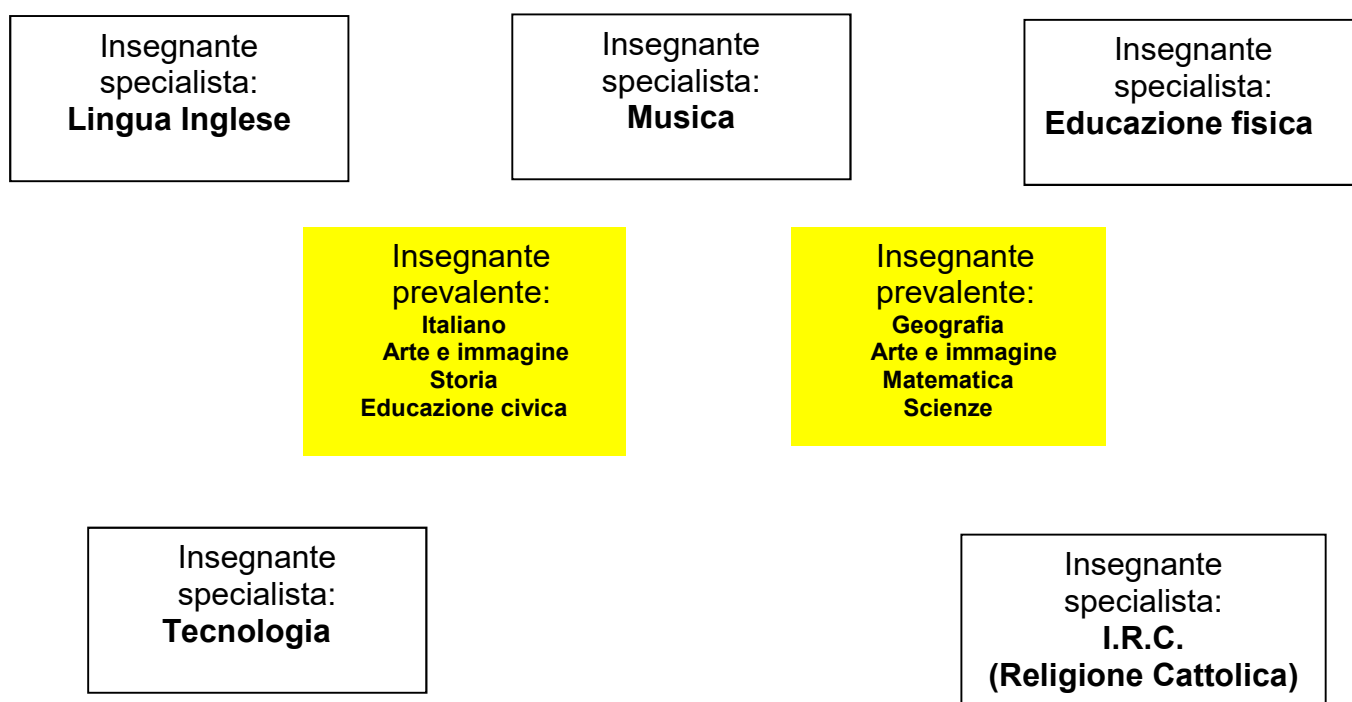 Insegnante
specialista:
Lingua Inglese
Insegnante
specialista:
Musica
Insegnante
specialista:
Educazione fisica
Insegnante
prevalente:
Italiano
Arte e immagine
Storia
Educazione civica
Insegnante
prevalente:
Geografia
Arte e immagine
Matematica
Scienze
Insegnante
specialista:
Tecnologia
Insegnante
specialista:
I.R.C.
(Religione Cattolica)